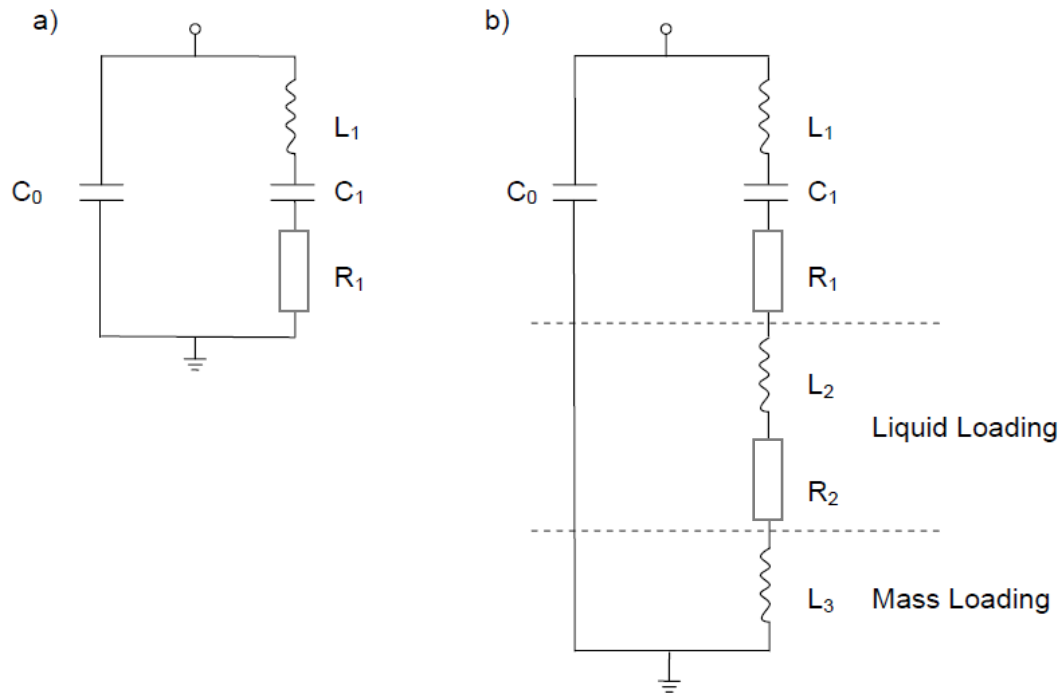 a)
L₁
C₀
C₁
R₁
b)
L₁
C₀
C₁
R₁
L₂
Liquid Loading
R₂
L₃ Mass Loading